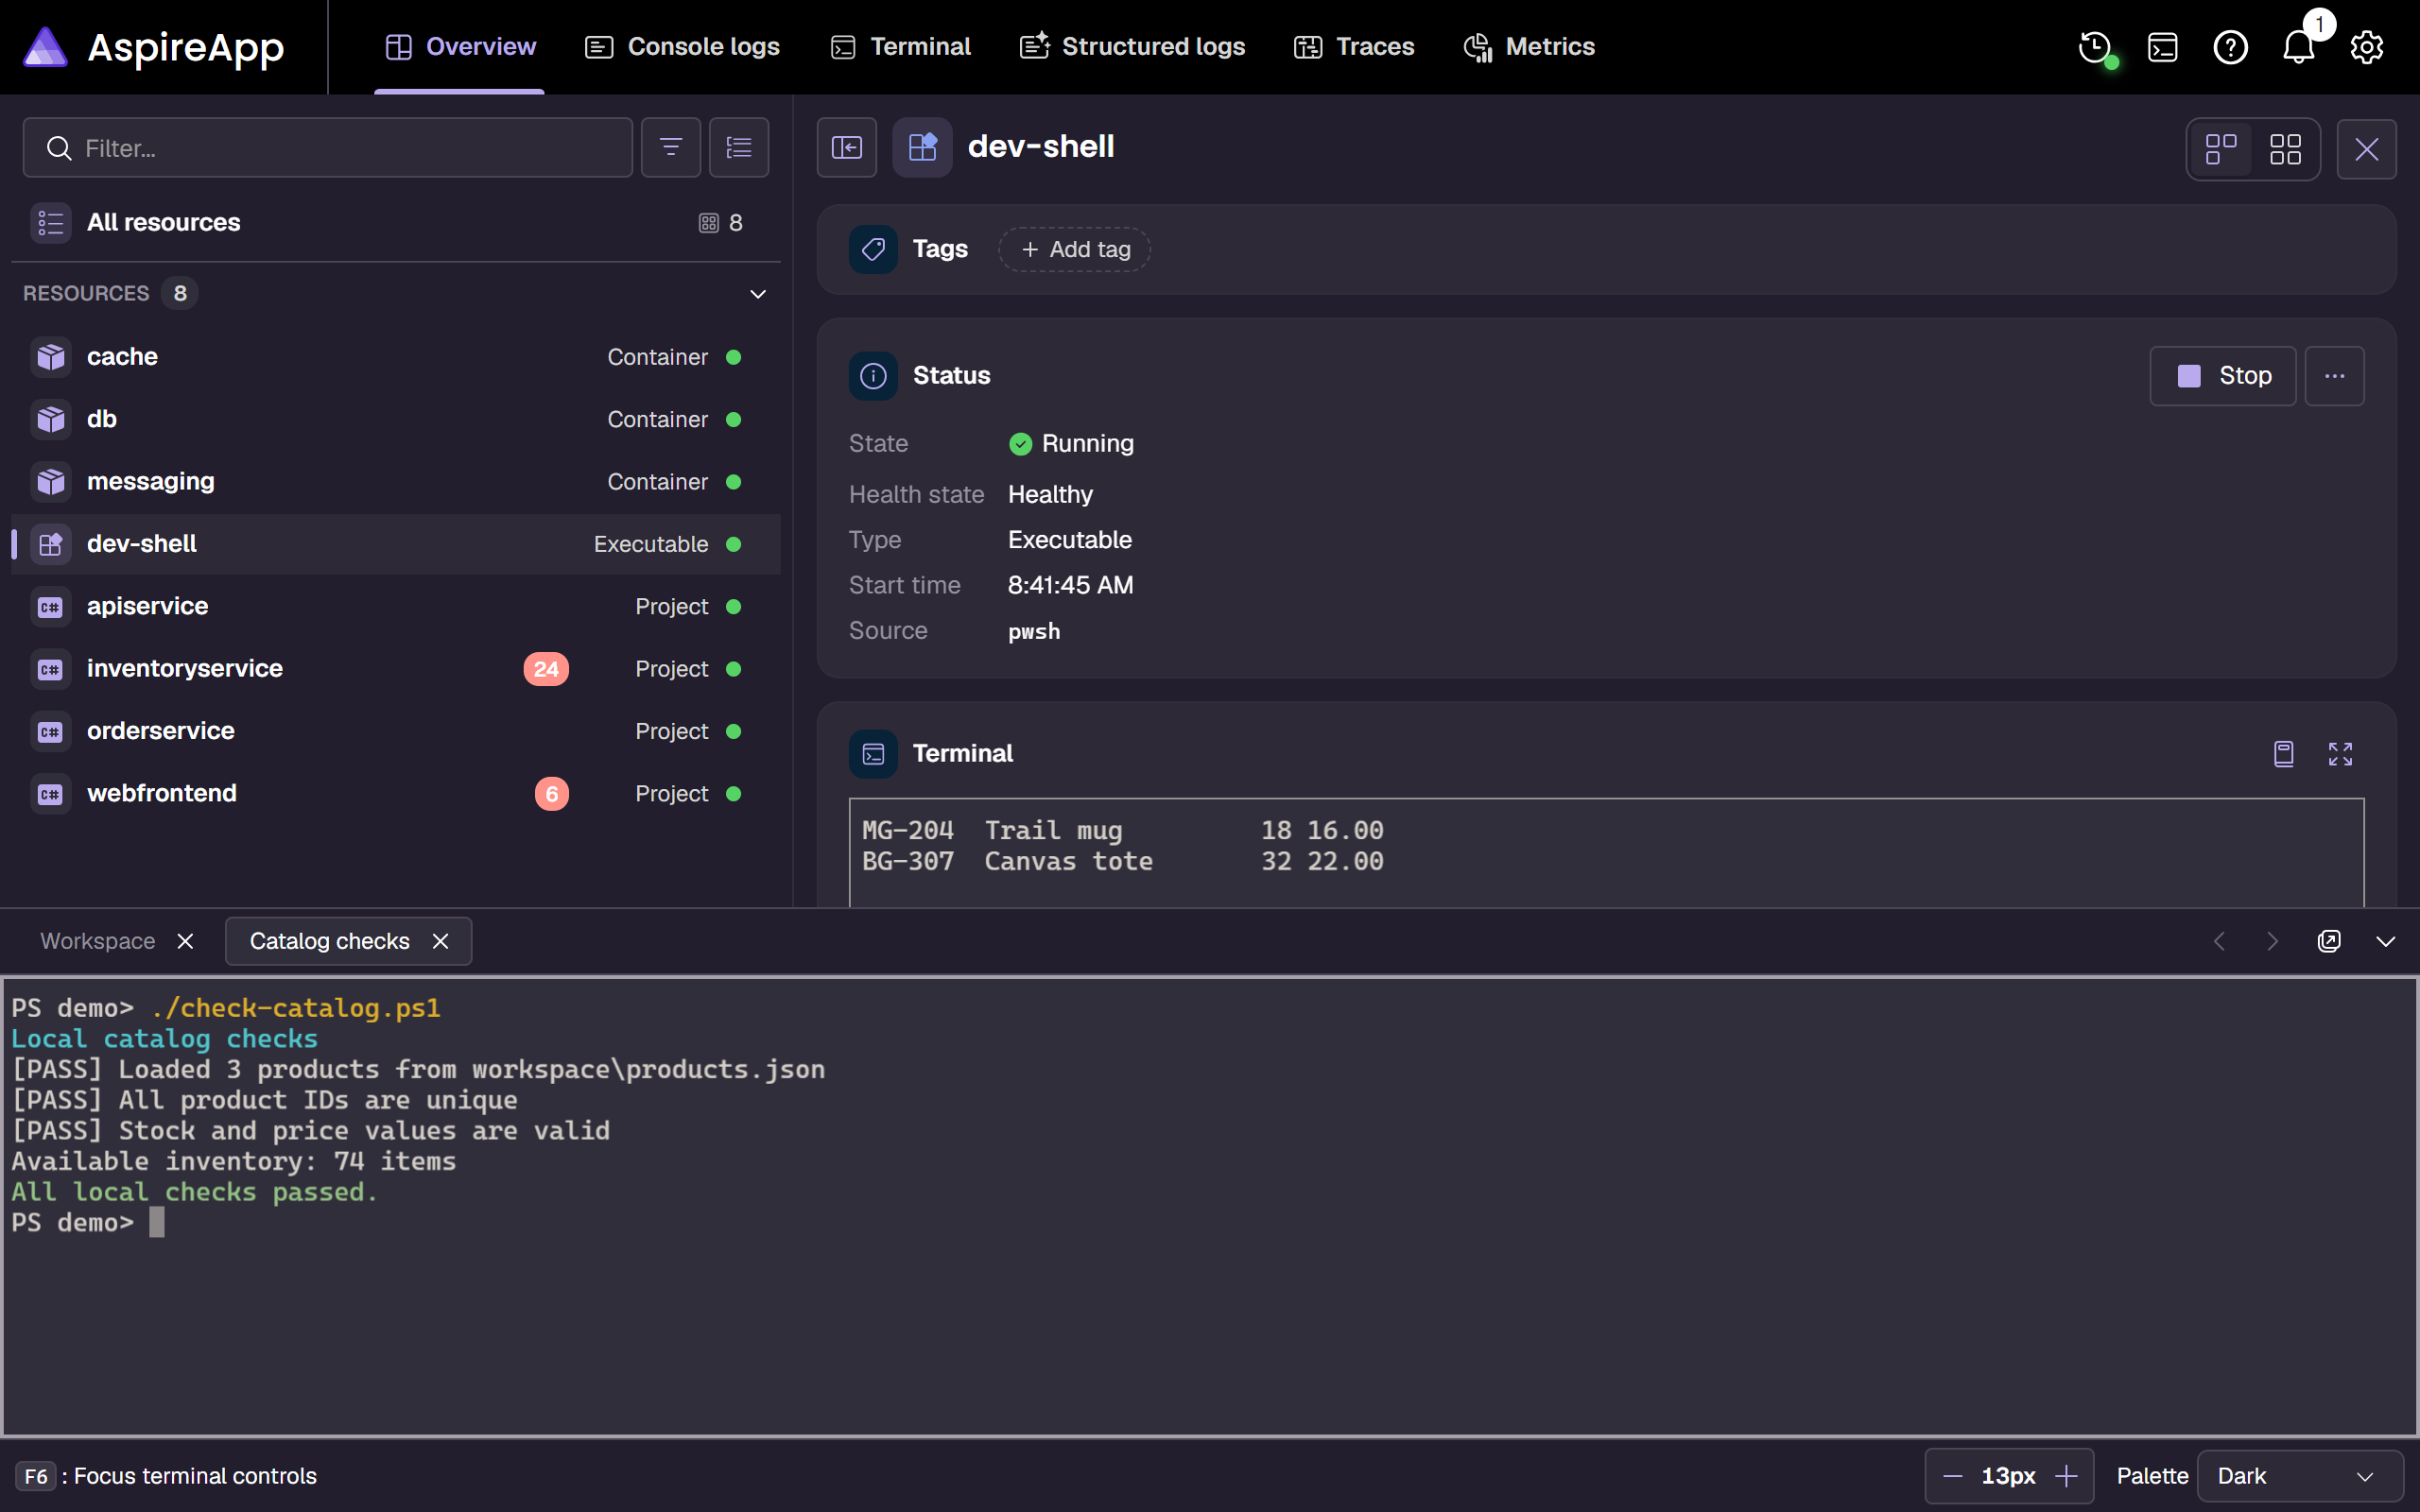 AspireApp
Overview
Console logs
Terminal
Structured logs
Traces
Metrics
1
Filter...
All resources
8
RESOURCES 8
cache Container
db Container
messaging Container
dev-shell Executable
C# apiservice Project
C# inventoryservice 24 Project
C# orderservice Project
C# webfrontend 6 Project
dev-shell
Tags
+ Add tag
Status
Stop
State Running
Health state Healthy
Type Executable
Start time 8:41:45 AM
Source pwsh
Terminal
MG-204 Trail mug 18 16.00
BG-307 Canvas tote 32 22.00
Workspace
Catalog checks
PS demo> ./check-catalog.ps1
Local catalog checks
[PASS] Loaded 3 products from workspace\products.json
[PASS] All product IDs are unique
[PASS] Stock and price values are valid
Available inventory: 74 items
All local checks passed.
PS demo>
F6 : Focus terminal controls
13px
Palette Dark